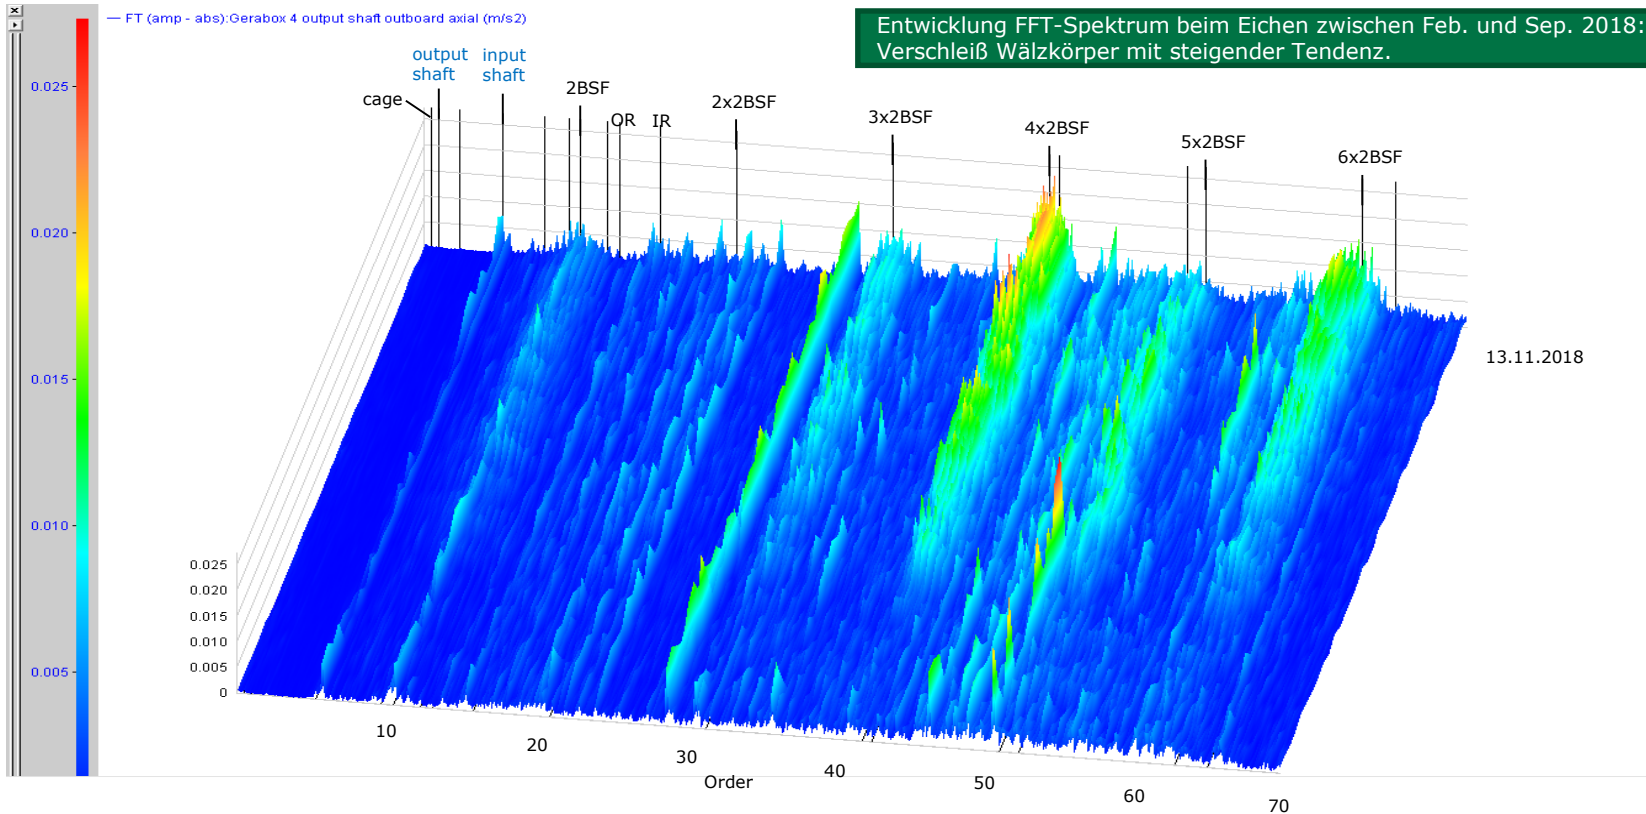 — FT (amp - abs):Gerabox 4 output shaft outboard axial (m/s2)
Entwicklung FFT-Spektrum beim Eichen zwischen Feb. und Sep. 2018:
Verschleiß Wälzkörper mit steigender Tendenz.
output
shaft
input
shaft
cage
2BSF
OR
IR
2x2BSF
3x2BSF
4x2BSF
5x2BSF
6x2BSF
0.025
0.020
0.015
0.010
0.005
13.11.2018
0.025
0.020
0.015
0.010
0.005
0
10
20
30
40
50
60
70
Order